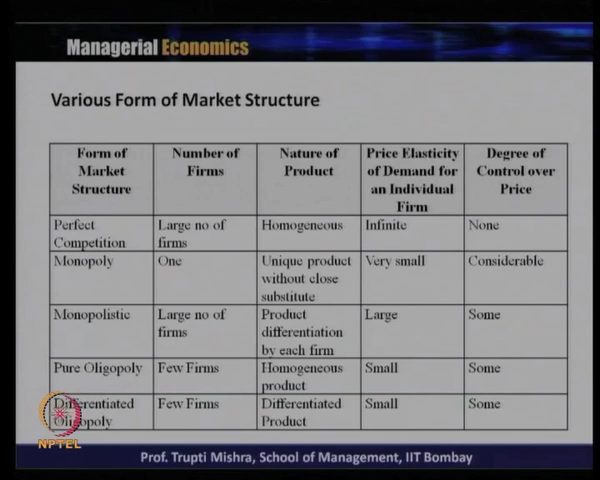 Managerial Economics
Various Form of Market Structure
Form of Market Structure | Number of Firms | Nature of Product | Price Elasticity of Demand for an Individual Firm | Degree of Control over Price
Perfect Competition | Large no of firms | Homogeneous | Infinite | None
Monopoly | One | Unique product without close substitute | Very small | Considerable
Monopolistic | Large no of firms | Product differentiation by each firm | Large | Some
Pure Oligopoly | Few Firms | Homogeneous product | Small | Some
Differentiated Oligopoly | Few Firms | Differentiated Product | Small | Some
NPTEL
Prof. Trupti Mishra, School of Management, IIT Bombay